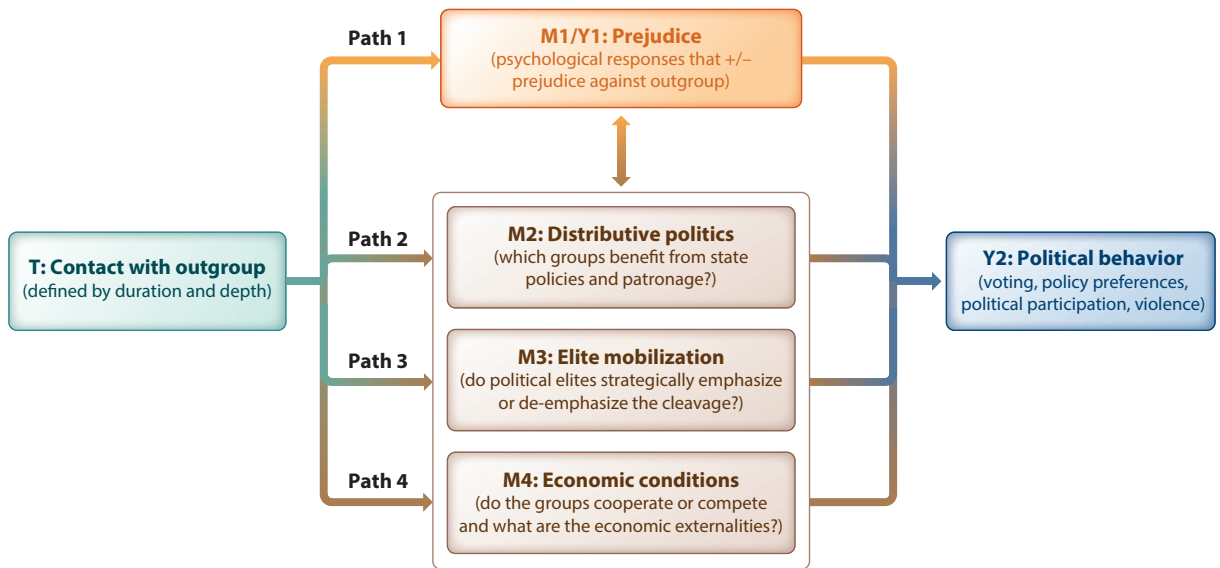 Path 1
M1/Y1: Prejudice
(psychological responses that +/–
prejudice against outgroup)
T: Contact with outgroup
(defined by duration and depth)
Path 2
M2: Distributive politics
(which groups benefit from state
policies and patronage?)
Path 3
M3: Elite mobilization
(do political elites strategically emphasize
or de-emphasize the cleavage?)
Path 4
M4: Economic conditions
(do the groups cooperate or compete
and what are the economic externalities?)
Y2: Political behavior
(voting, policy preferences,
political participation, violence)